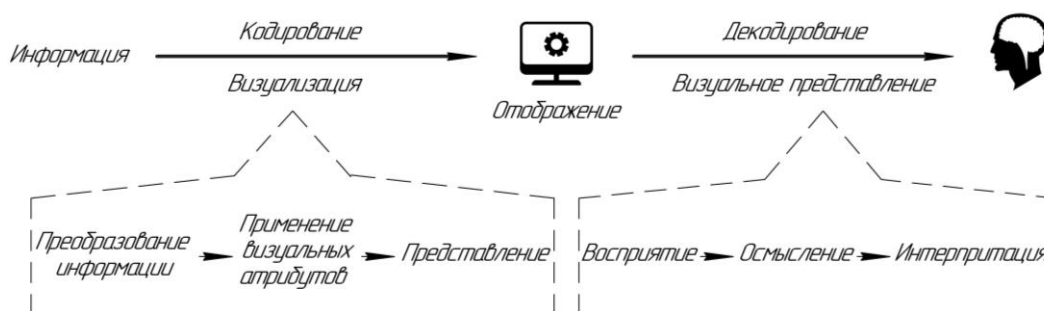 Кодирование
Декодирование
Информация
Визуализация
Визуальное представление
Отображение
Преобразование
информации
Применение
визуальных
атрибутов
Представление
Восприятие
Осмысление
Интерпритация